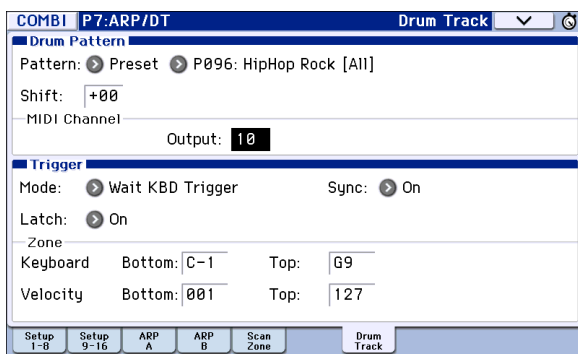 COMBI P7:ARP/DT Drum Track
Drum Pattern
Pattern: Preset P096: HipHop Rock [All]
Shift: +00
MIDI Channel
Output: 10
Trigger
Mode: Wait KBD Trigger Sync: On
Latch: On
Zone
Keyboard Bottom: C-1 Top: G9
Velocity Bottom: 001 Top: 127
Setup 1-8 Setup 9-16 ARP A ARP B Scan Zone Drum Track